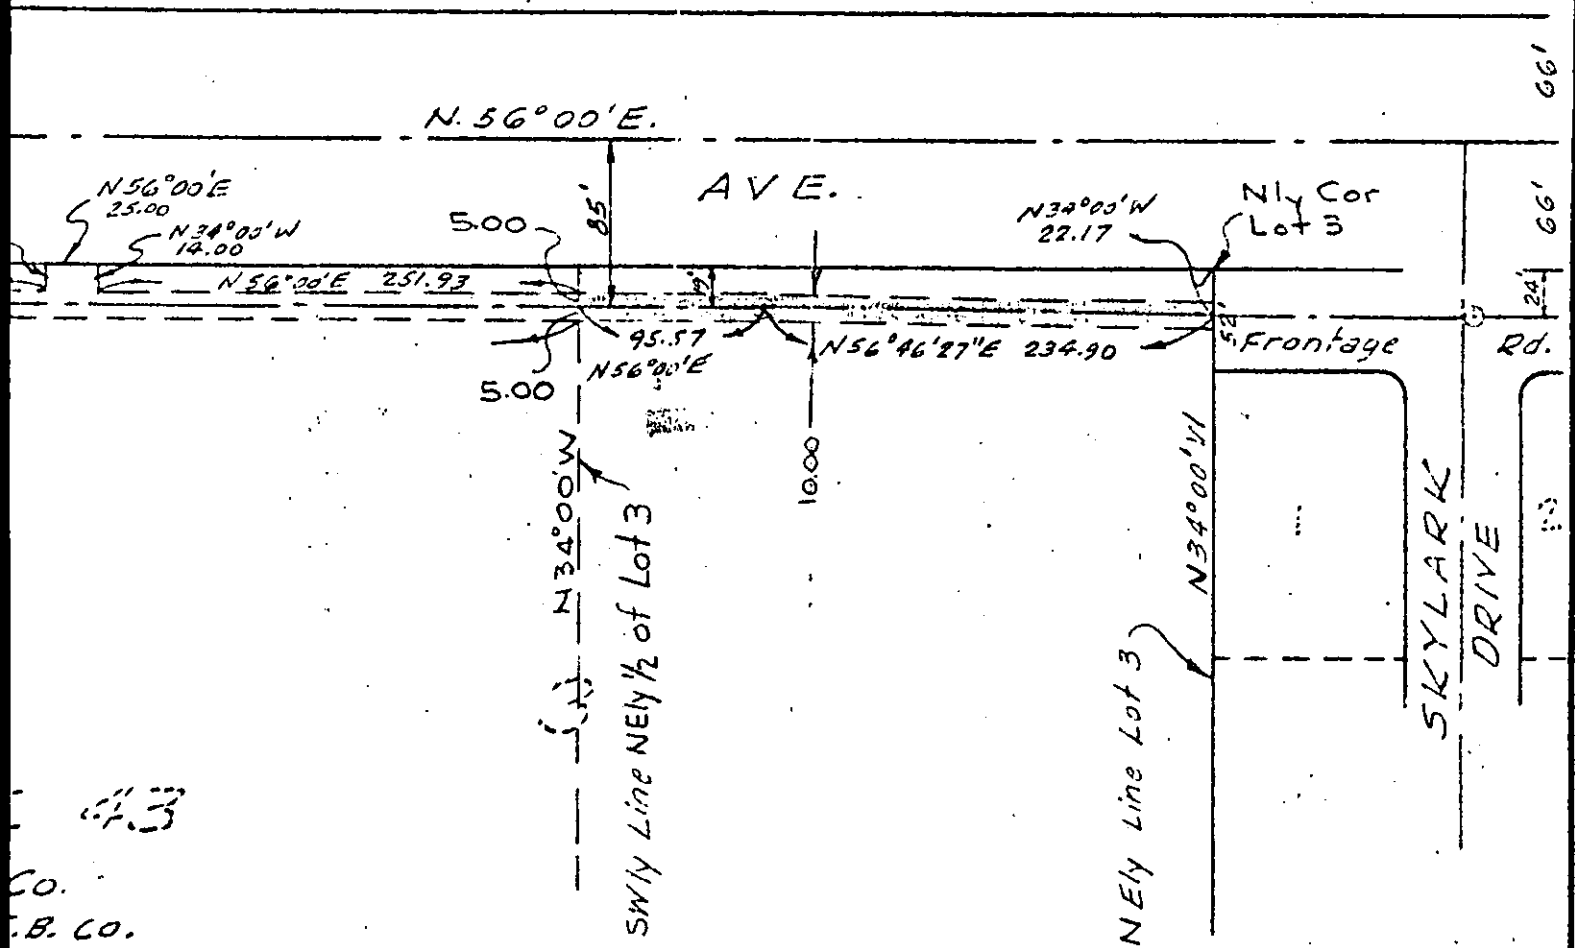 66'
N. 56°00'E.
N56°00'E
25.00
N34°00'W
14.00
5.00
85'
AVE.
N34°00'W
22.17
Nly Cor
Lot 3
66'
N56°00'E 251.93
19'
24'
95.57
N56°00'E
N56°46'27"E 234.90
52'
Frontage Rd.
5.00
10.00
N34°00'W
SWly Line NEly 1/2 of Lot 3
N34°00'W
NEly Line Lot 3
SKYLARK
DRIVE
43
Co.
.B. CO.